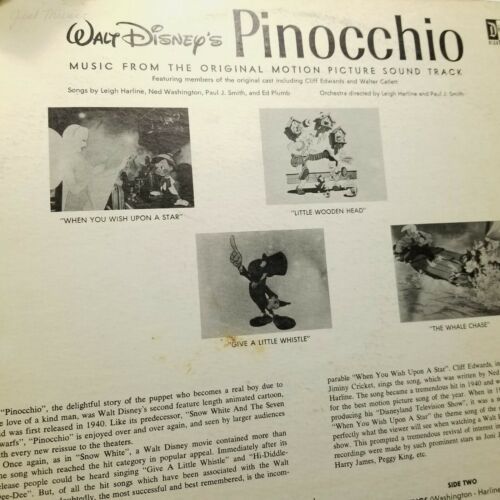 WALT DISNEY'S Pinocchio
MUSIC FROM THE ORIGINAL MOTION PICTURE SOUND TRACK
Featuring members of the original cast including Cliff Edwards and Walter Catlett
Songs by Leigh Harline, Ned Washington, Paul J. Smith, and Ed Plumb
Orchestra directed by Leigh Harline and Paul J. Smith
"WHEN YOU WISH UPON A STAR"
"LITTLE WOODEN HEAD"
"GIVE A LITTLE WHISTLE"
"THE WHALE CHASE"
"Pinocchio", the delightful story of the puppet who becomes a real boy due to
e love of a kind man, was Walt Disney's second feature length animated cartoon,
d was first released in 1940. Like its predecessor, "Snow White And The Seven
warfs", "Pinocchio" is enjoyed over and over again, and seen by larger audiences
th every new reissue to the theaters.
Once again, as in "Snow White", a Walt Disney movie contained more than
e song which reached the hit category in popular appeal. Immediately after its
lease people could be heard singing "Give A Little Whistle" and "Hi-Diddle-
ee-Dee". But, of all the hit songs which have been associated with the Walt
doubtedly, the most successful and best remembered, is the incom-
parable "When You Wish Upon A Star". Cliff Edwards, in
Jiminy Cricket, sings the song, which was written by Ned
Harline. The song became a tremendous hit in 1940 and
for the best motion picture song of the year. When
producing his "Disneyland Television Show", it was
"When You Wish Upon A Star" the theme song of the
perfectly what the viewer will see when watching a Walt
show. This prompted a tremendous revival of interest in
recordings were made by such prominent stars as Joni
Harry James, Peggy King, etc.
SIDE TWO
(Washington - Harline